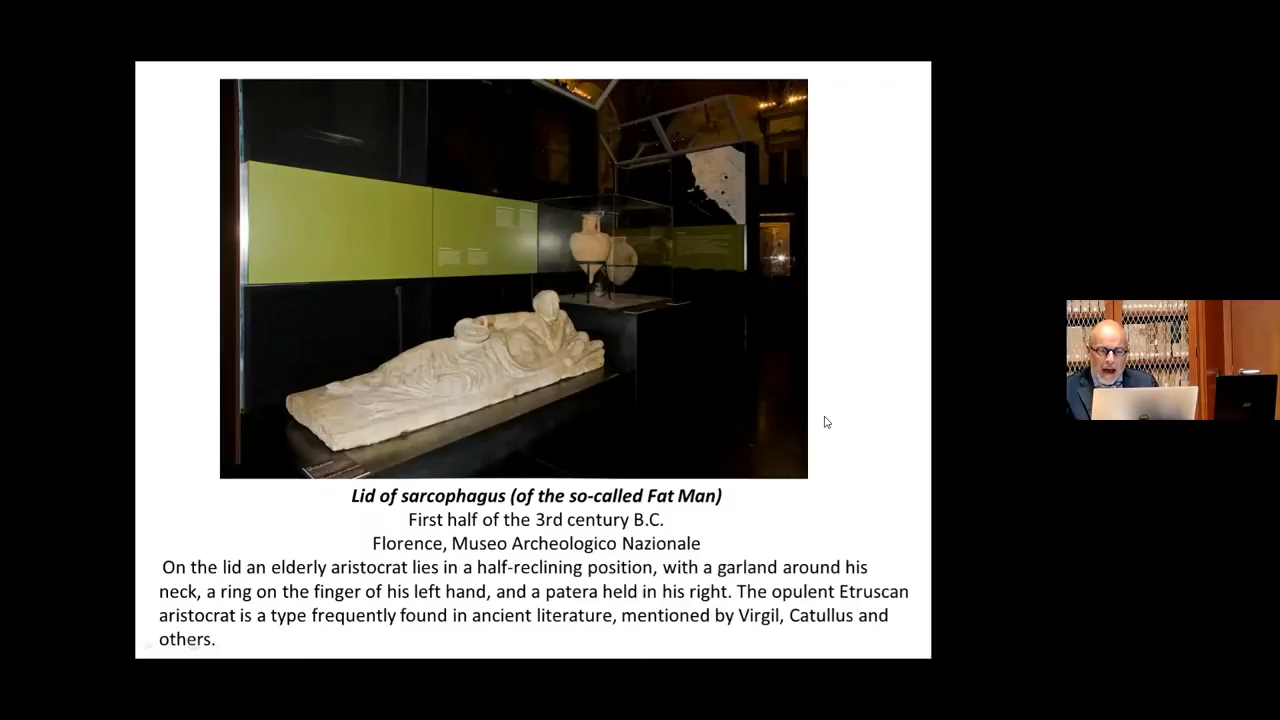 Lid of sarcophagus (of the so-called Fat Man)
First half of the 3rd century B.C.
Florence, Museo Archeologico Nazionale
On the lid an elderly aristocrat lies in a half-reclining position, with a garland around his
neck, a ring on the finger of his left hand, and a patera held in his right. The opulent Etruscan
aristocrat is a type frequently found in ancient literature, mentioned by Virgil, Catullus and
others.